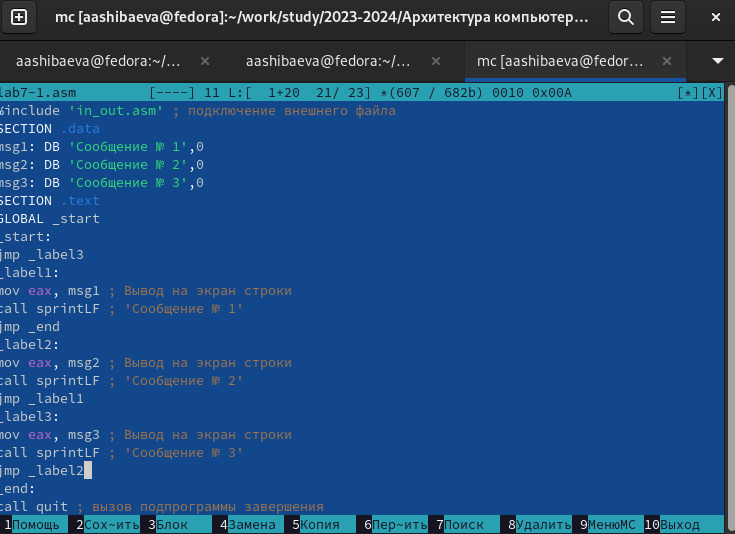 mc [aashibaeva@fedora]:~/work/study/2023-2024/Архитектура компьютер...
aashibaeva@fedora:~/... × aashibaeva@fedora:~/... × mc [aashibaeva@fedor... ×
lab7-1.asm [----] 11 L:[ 1+20 21/ 23] *(607 / 682b) 0010 0x00A [*][X]
%include 'in_out.asm' ; подключение внешнего файла
SECTION .data
msg1: DB 'Сообщение № 1',0
msg2: DB 'Сообщение № 2',0
msg3: DB 'Сообщение № 3',0
SECTION .text
GLOBAL _start
_start:
jmp _label3
_label1:
mov eax, msg1 ; Вывод на экран строки
call sprintLF ; 'Сообщение № 1'
jmp _end
_label2:
mov eax, msg2 ; Вывод на экран строки
call sprintLF ; 'Сообщение № 2'
jmp _label1
_label3:
mov eax, msg3 ; Вывод на экран строки
call sprintLF ; 'Сообщение № 3'
jmp _label2
_end:
call quit ; вызов подпрограммы завершения
1Помощь 2Сох~ить 3Блок 4Замена 5Копия 6Пер~ить 7Поиск 8Удалить 9МенюMC 10Выход